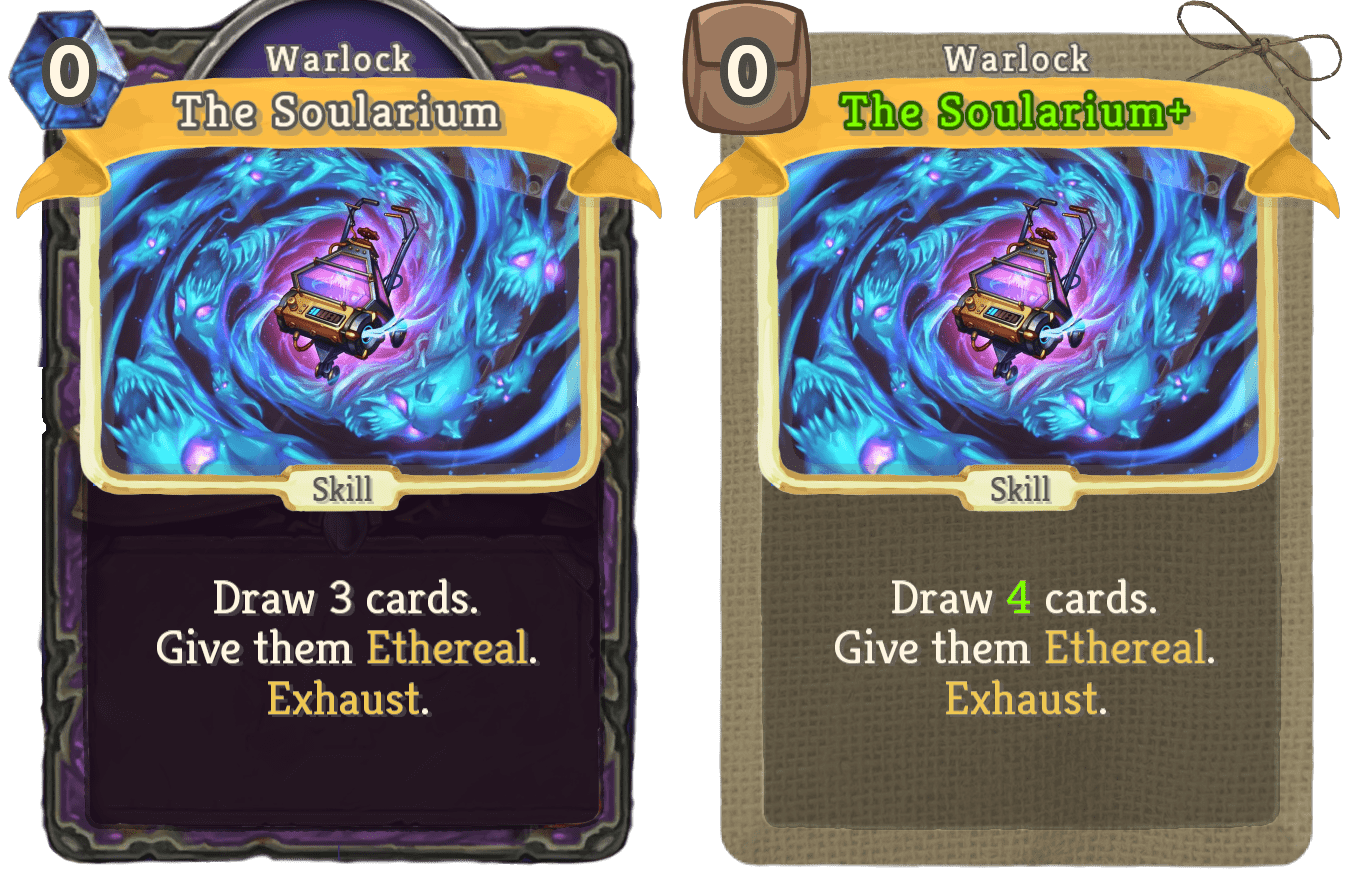 0
Warlock
The Soularium
Skill
Draw 3 cards.
Give them Ethereal.
Exhaust.
0
Warlock
The Soularium+
Skill
Draw 4 cards.
Give them Ethereal.
Exhaust.